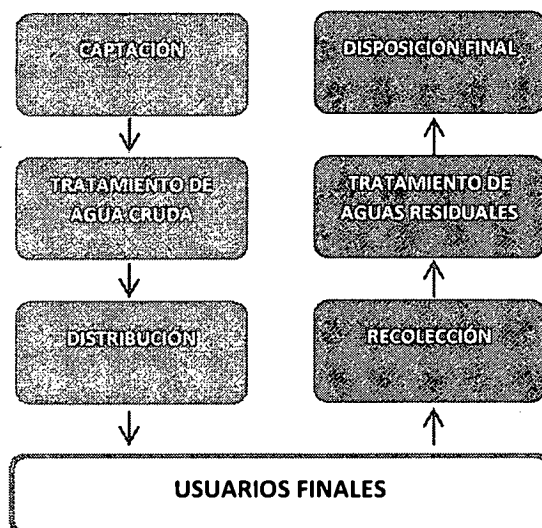 CAPTACIÓN
TRATAMIENTO DE
AGUA CRUDA
DISTRIBUCIÓN
DISPOSICIÓN FINAL
TRATAMIENTO DE
AGUAS RESIDUALES
RECOLECCIÓN
USUARIOS FINALES